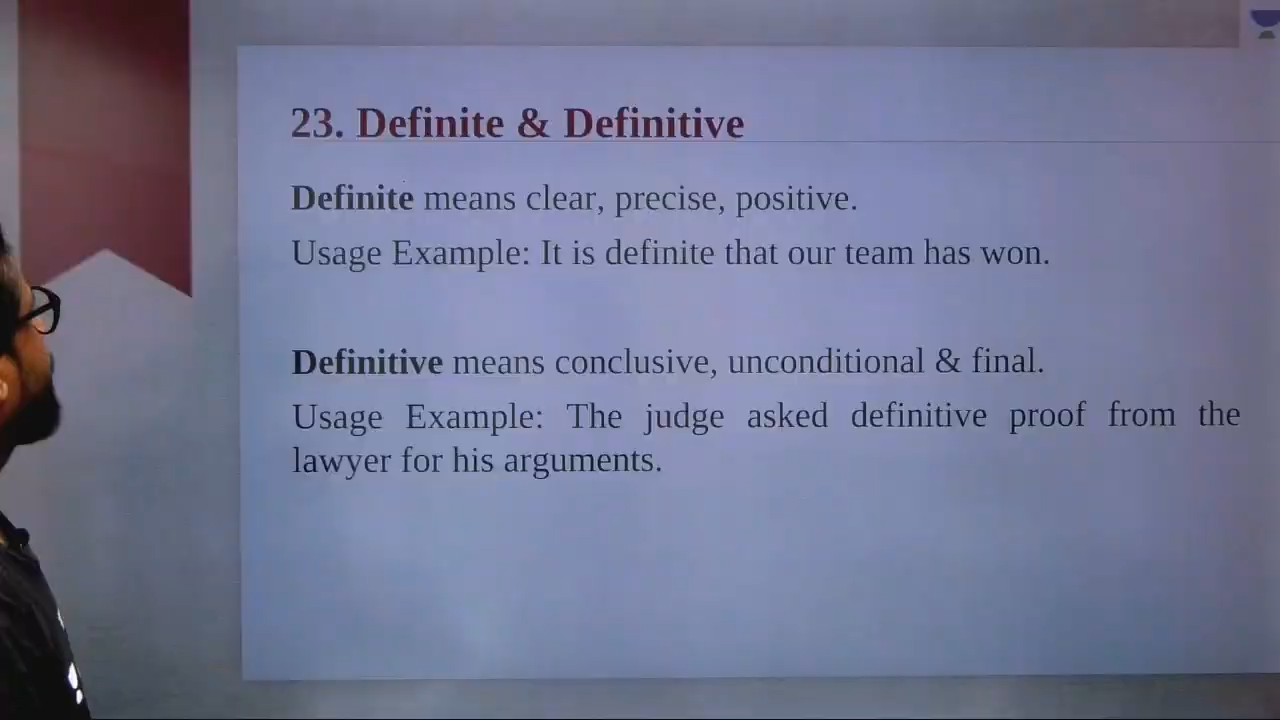 23. Definite & Definitive
Definite means clear, precise, positive.
Usage Example: It is definite that our team has won.
Definitive means conclusive, unconditional & final.
Usage Example: The judge asked definitive proof from the
lawyer for his arguments.